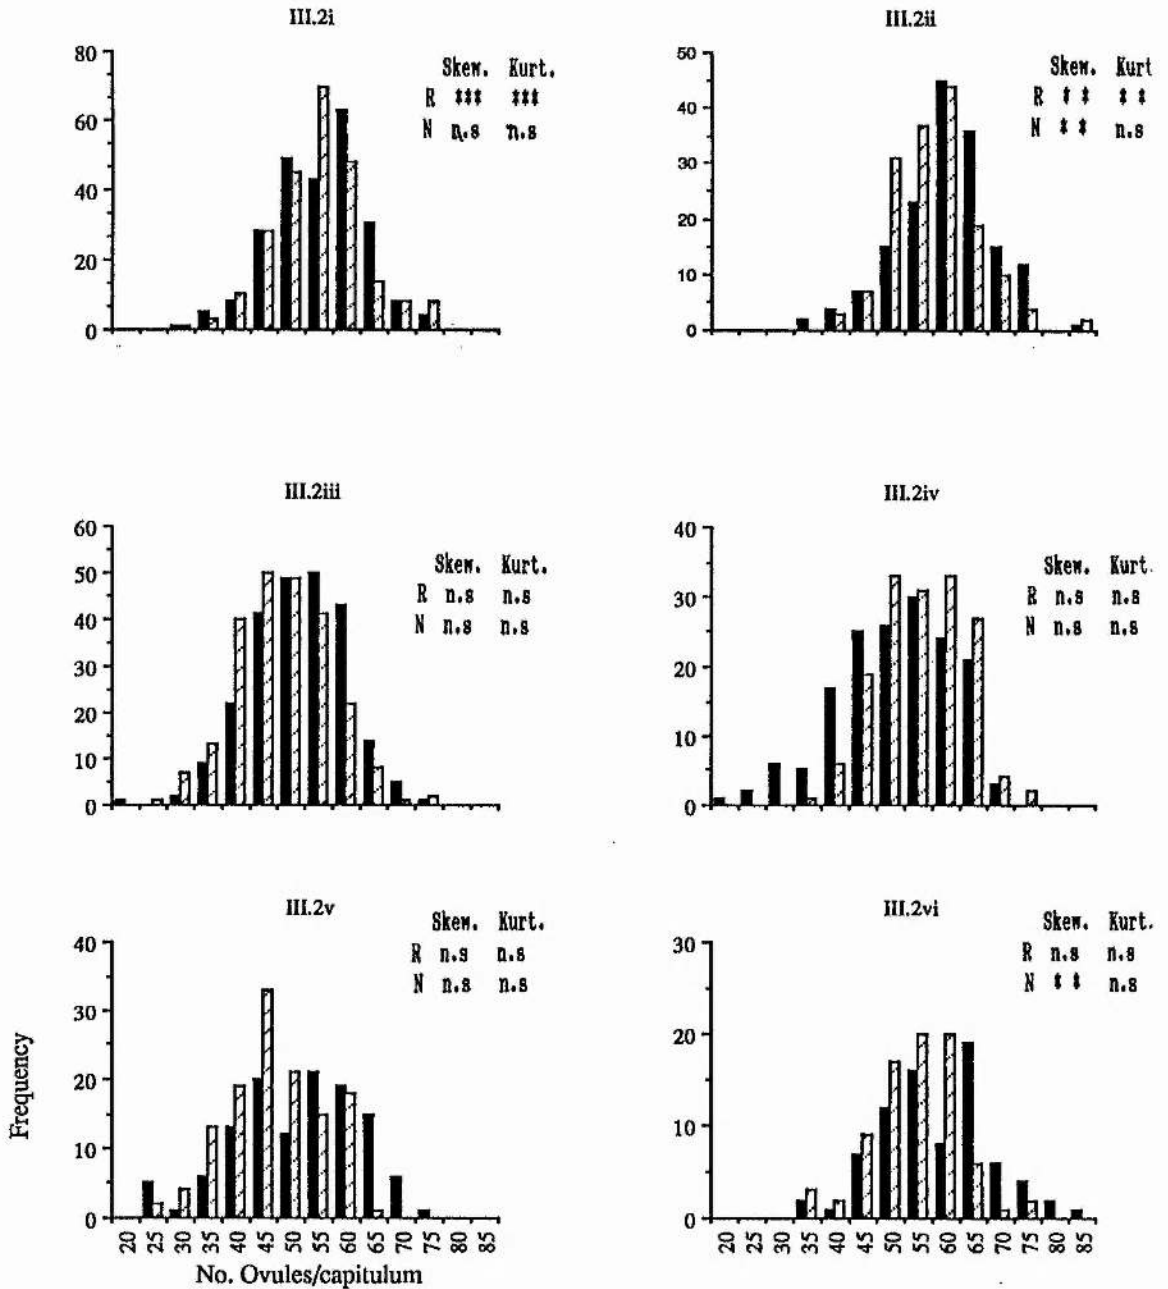 III.2i
Skew. Kurt.
R *** ***
N n.s n.s
80
60
40
20
0
III.2ii
Skew. Kurt
R * * * *
N * * n.s
50
40
30
20
10
0
III.2iii
Skew. Kurt.
R n.s n.s
N n.s n.s
60
50
40
30
20
10
0
III.2iv
Skew. Kurt.
R n.s n.s
N n.s n.s
40
30
20
10
0
III.2v
Skew. Kurt.
R n.s n.s
N n.s n.s
40
30
20
10
0
Frequency
20 25 30 35 40 45 50 55 60 65 70 75 80 85
No. Ovules/capitulum
III.2vi
Skew. Kurt.
R n.s n.s
N * * n.s
30
20
10
0
20 25 30 35 40 45 50 55 60 65 70 75 80 85